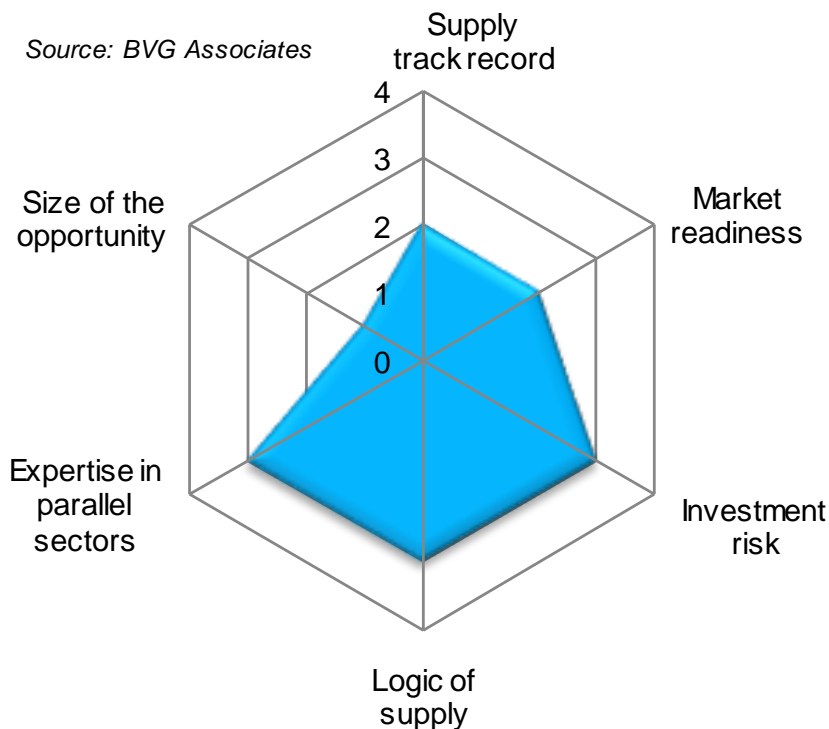 Source: BVG Associates
Supply
track record
4
3
2
1
0
Size of the
opportunity
Market
readiness
Expertise in
parallel
sectors
Investment
risk
Logic of
supply